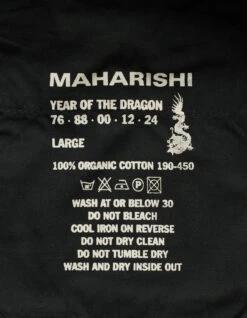 MAHARISHI
YEAR OF THE DRAGON
76·88·00·12·24
LARGE
100% ORGANIC COTTON 190-450
WASH AT OR BELOW 30
DO NOT BLEACH
COOL IRON ON REVERSE
DO NOT DRY CLEAN
DO NOT TUMBLE DRY
WASH AND DRY INSIDE OUT